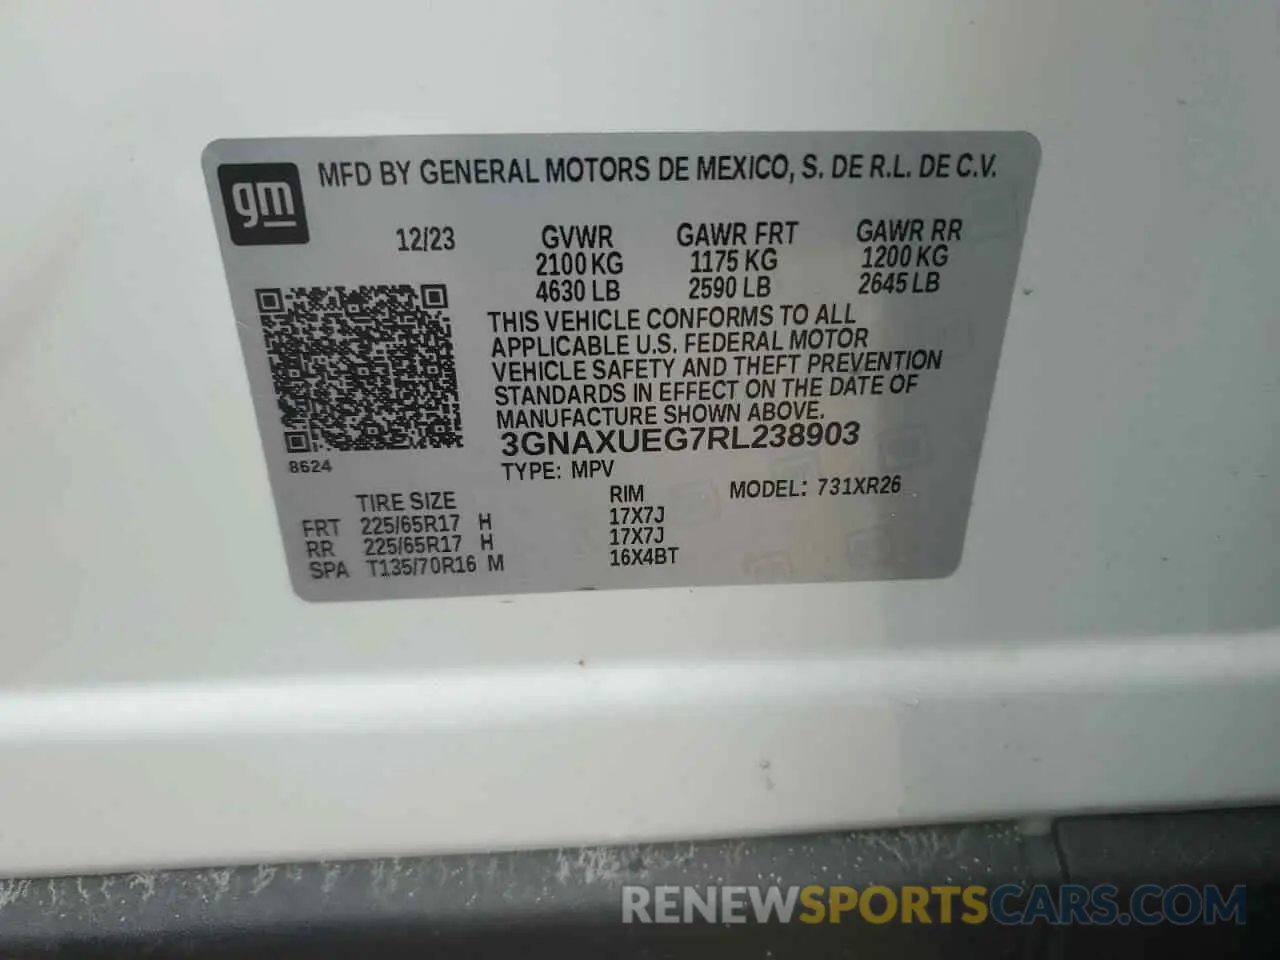 gm
MFD BY GENERAL MOTORS DE MEXICO, S. DE R.L. DE C.V.
12/23 GVWR GAWR FRT GAWR RR
2100 KG 1175 KG 1200 KG
4630 LB 2590 LB 2645 LB
THIS VEHICLE CONFORMS TO ALL
APPLICABLE U.S. FEDERAL MOTOR
VEHICLE SAFETY AND THEFT PREVENTION
STANDARDS IN EFFECT ON THE DATE OF
MANUFACTURE SHOWN ABOVE.
3GNAXUEG7RL238903
8624
TYPE: MPV MODEL: 731XR26
TIRE SIZE RIM
FRT 225/65R17 H 17X7J
RR 225/65R17 H 17X7J
SPA T135/70R16 M 16X4BT
RENEWSPORTSCARS.COM